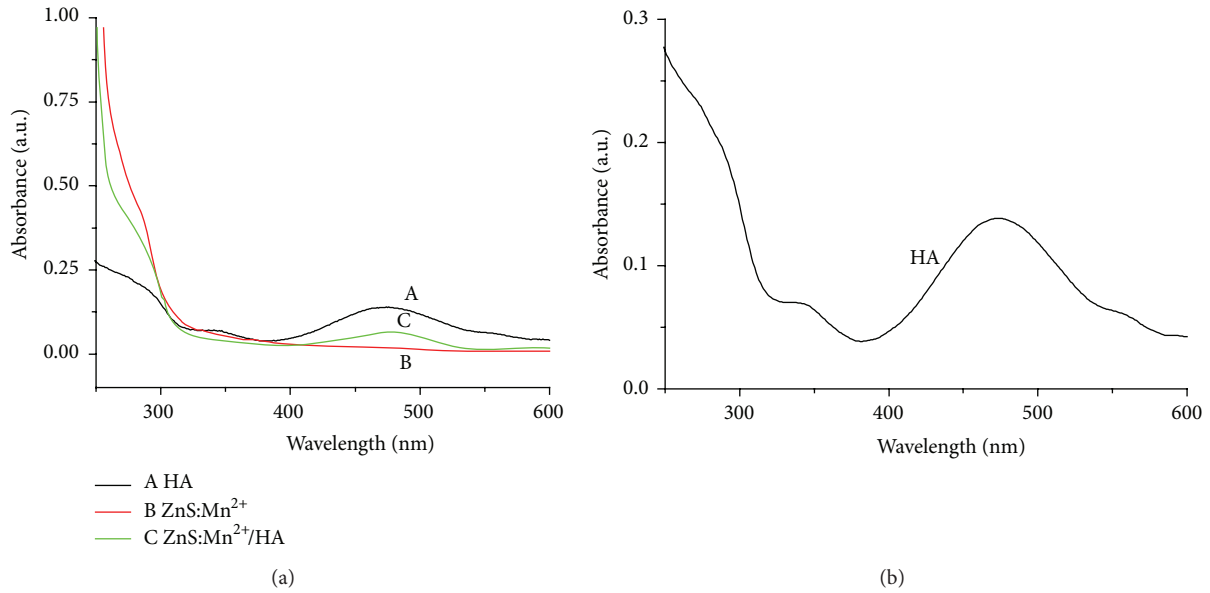 1.00
0.75
0.50
0.25
0.00
Absorbance (a.u.)
A
C
B
300
400
500
600
Wavelength (nm)
A HA
B ZnS:Mn²⁺
C ZnS:Mn²⁺/HA
(a)
0.3
0.2
0.1
0.0
Absorbance (a.u.)
HA
300
400
500
600
Wavelength (nm)
(b)